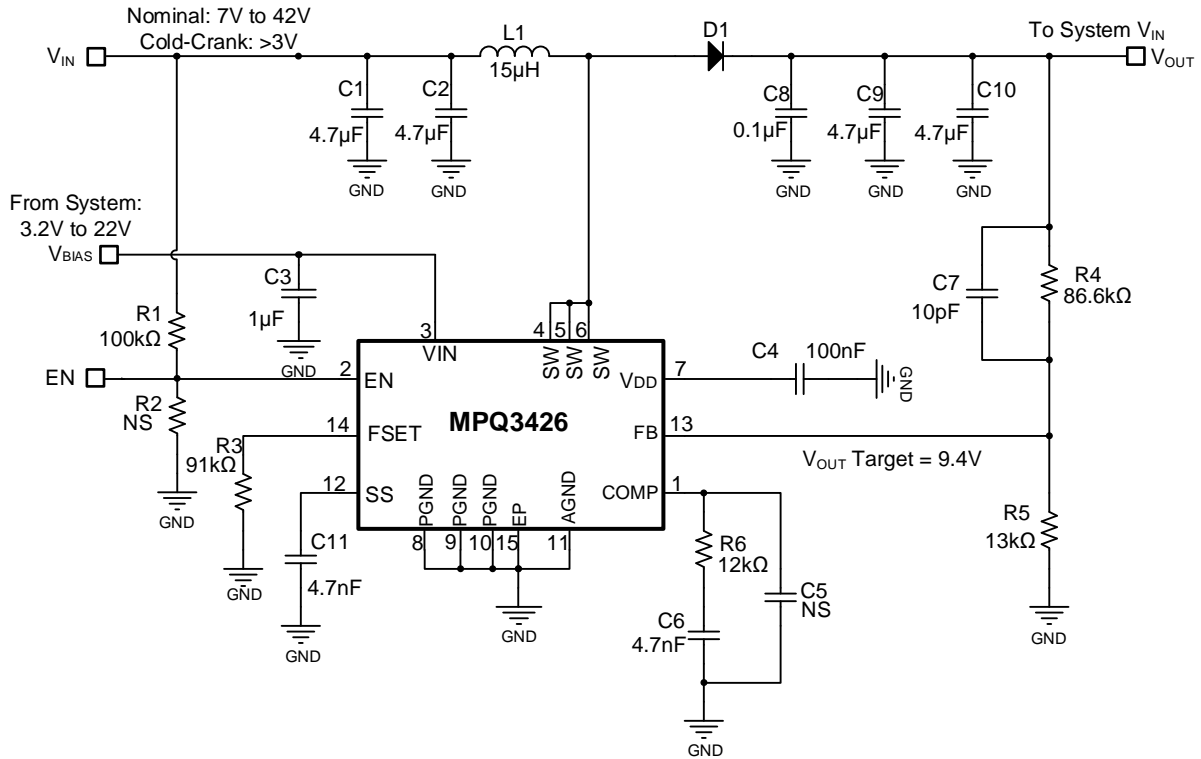 Nominal: 7V to 42V
Cold-Crank: >3V
VIN
L1
15µH
D1
To System VIN
VOUT
C1
4.7µF
C2
4.7µF
C8
0.1µF
C9
4.7µF
C10
4.7µF
GND
GND
GND
GND
GND
From System:
3.2V to 22V
VBIAS
C3
1µF
GND
R1
100kΩ
EN
R2
NS
GND
R3
91kΩ
GND
C11
4.7nF
GND
3
VIN
4
5
6
SW
SW
SW
2
EN
14
FSET
12
SS
MPQ3426
VDD
7
FB
13
COMP
1
PGND
PGND
PGND
EP
AGND
8
9
10
15
11
GND
C4
100nF
GND
C7
10pF
R4
86.6kΩ
VOUT Target = 9.4V
R5
13kΩ
GND
R6
12kΩ
C5
NS
C6
4.7nF
GND